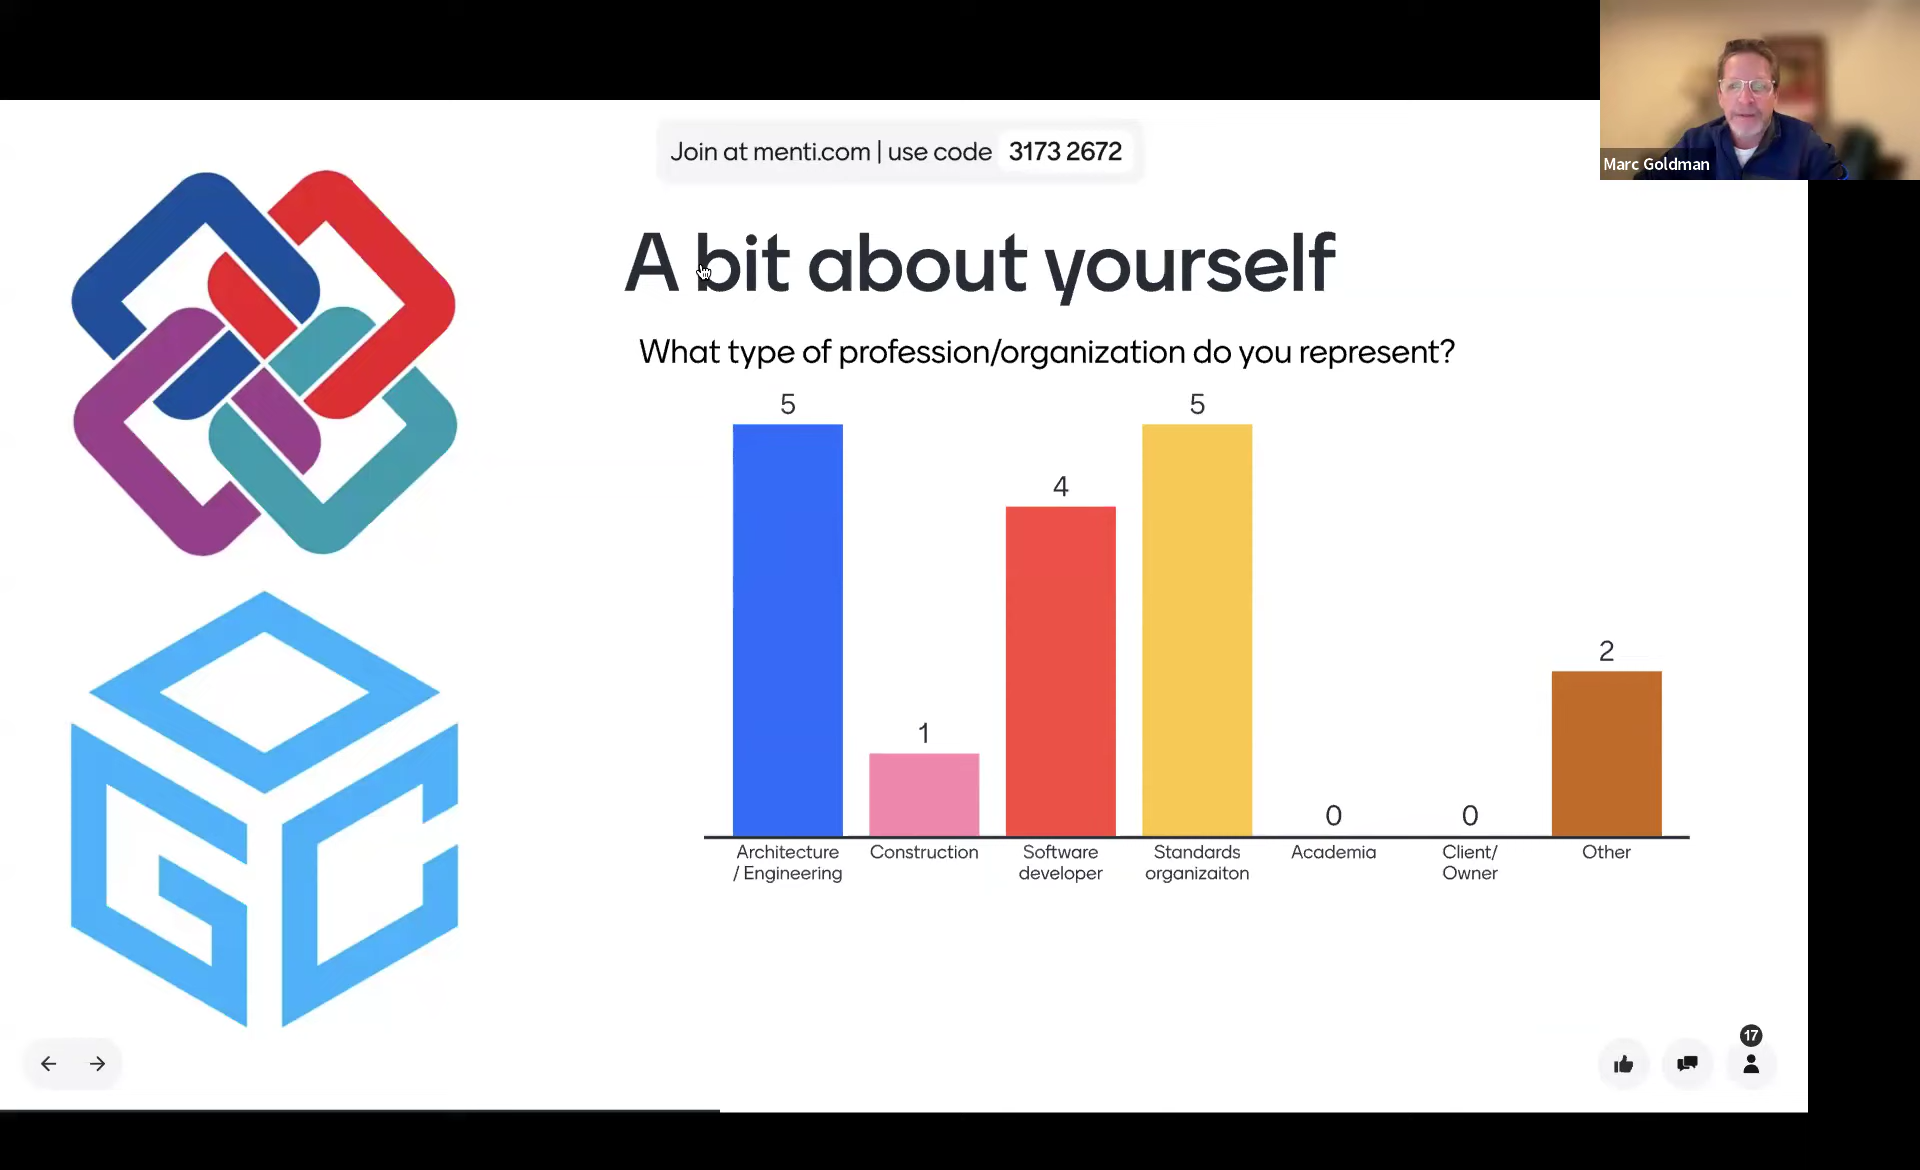 Join at menti.com | use code 3173 2672
Marc Goldman
A bit about yourself
What type of profession/organization do you represent?
5
1
4
5
0
0
2
Architecture
/ Engineering
Construction
Software
developer
Standards
organizaiton
Academia
Client/
Owner
Other
OGC
17